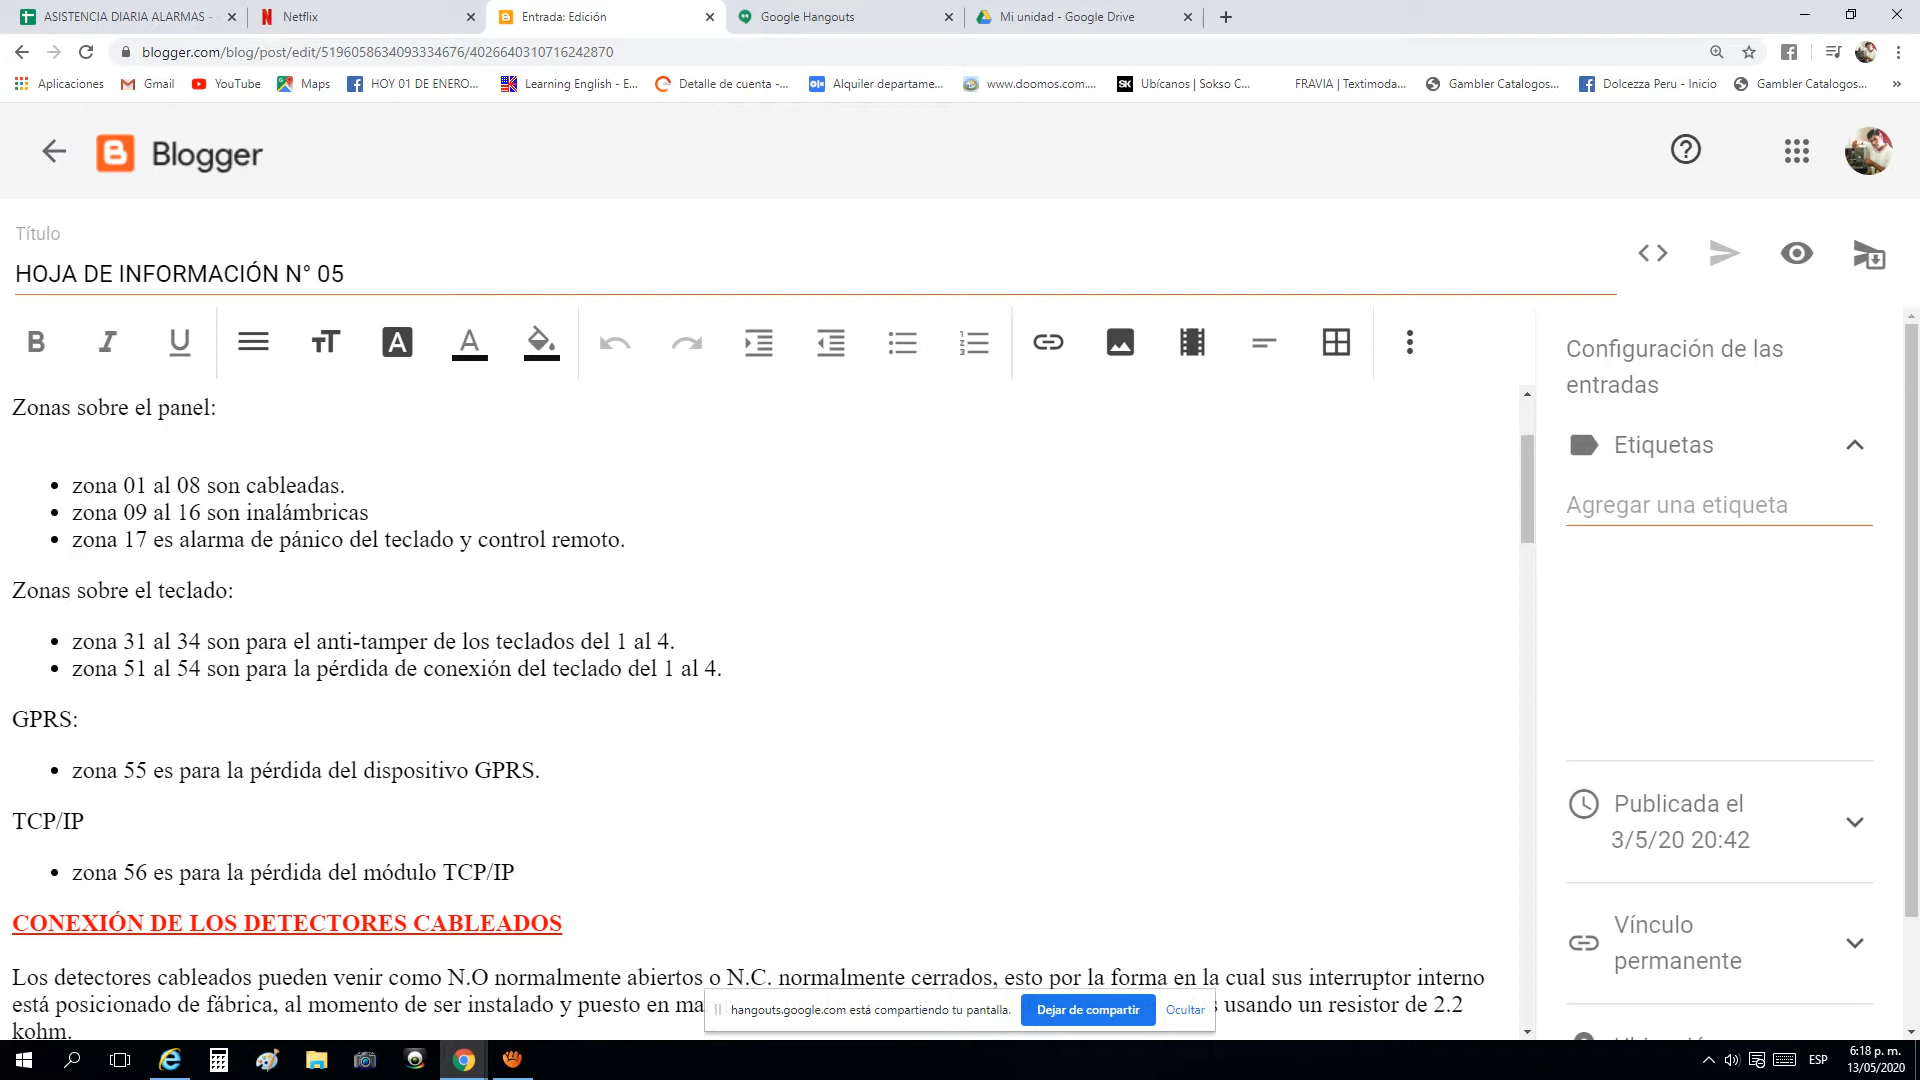 ASISTENCIA DIARIA ALARMAS -
Netflix
Entrada: Edición
Google Hangouts
Mi unidad - Google Drive
blogger.com/blog/post/edit/5196058634093334676/4026640310716242870
Aplicaciones
Gmail
YouTube
Maps
HOY 01 DE ENERO...
Learning English - E...
Detalle de cuenta -...
Alquiler departame...
www.doomos.com....
SK
Ubícanos | Sokso C...
FRAVIA | Textimoda...
Gambler Catalogos...
Dolcezza Peru - Inicio
Gambler Catalogos...
»
Blogger
Título
HOJA DE INFORMACIÓN N° 05
Zonas sobre el panel:
• zona 01 al 08 son cableadas.
• zona 09 al 16 son inalámbricas
• zona 17 es alarma de pánico del teclado y control remoto.
Zonas sobre el teclado:
• zona 31 al 34 son para el anti-tamper de los teclados del 1 al 4.
• zona 51 al 54 son para la pérdida de conexión del teclado del 1 al 4.
GPRS:
• zona 55 es para la pérdida del dispositivo GPRS.
TCP/IP
• zona 56 es para la pérdida del módulo TCP/IP
CONEXIÓN DE LOS DETECTORES CABLEADOS
Los detectores cableados pueden venir como N.O normalmente abiertos o N.C. normalmente cerrados, esto por la forma en la cual sus interruptor interno
está posicionado de fábrica, al momento de ser instalado y puesto en ma
s usando un resistor de 2.2
kohm.
Configuración de las
entradas
Etiquetas
Agregar una etiqueta
Publicada el
3/5/20 20:42
Vínculo
permanente
hangouts.google.com está compartiendo tu pantalla.
Dejar de compartir
Ocultar
ESP
6:18 p. m.
13/05/2020